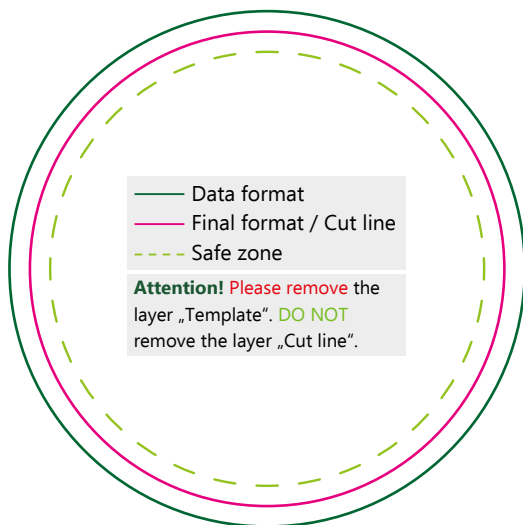 Data format
Final format / Cut line
Safe zone
Attention! Please remove the
layer „Template“. DO NOT
remove the layer „Cut line“.